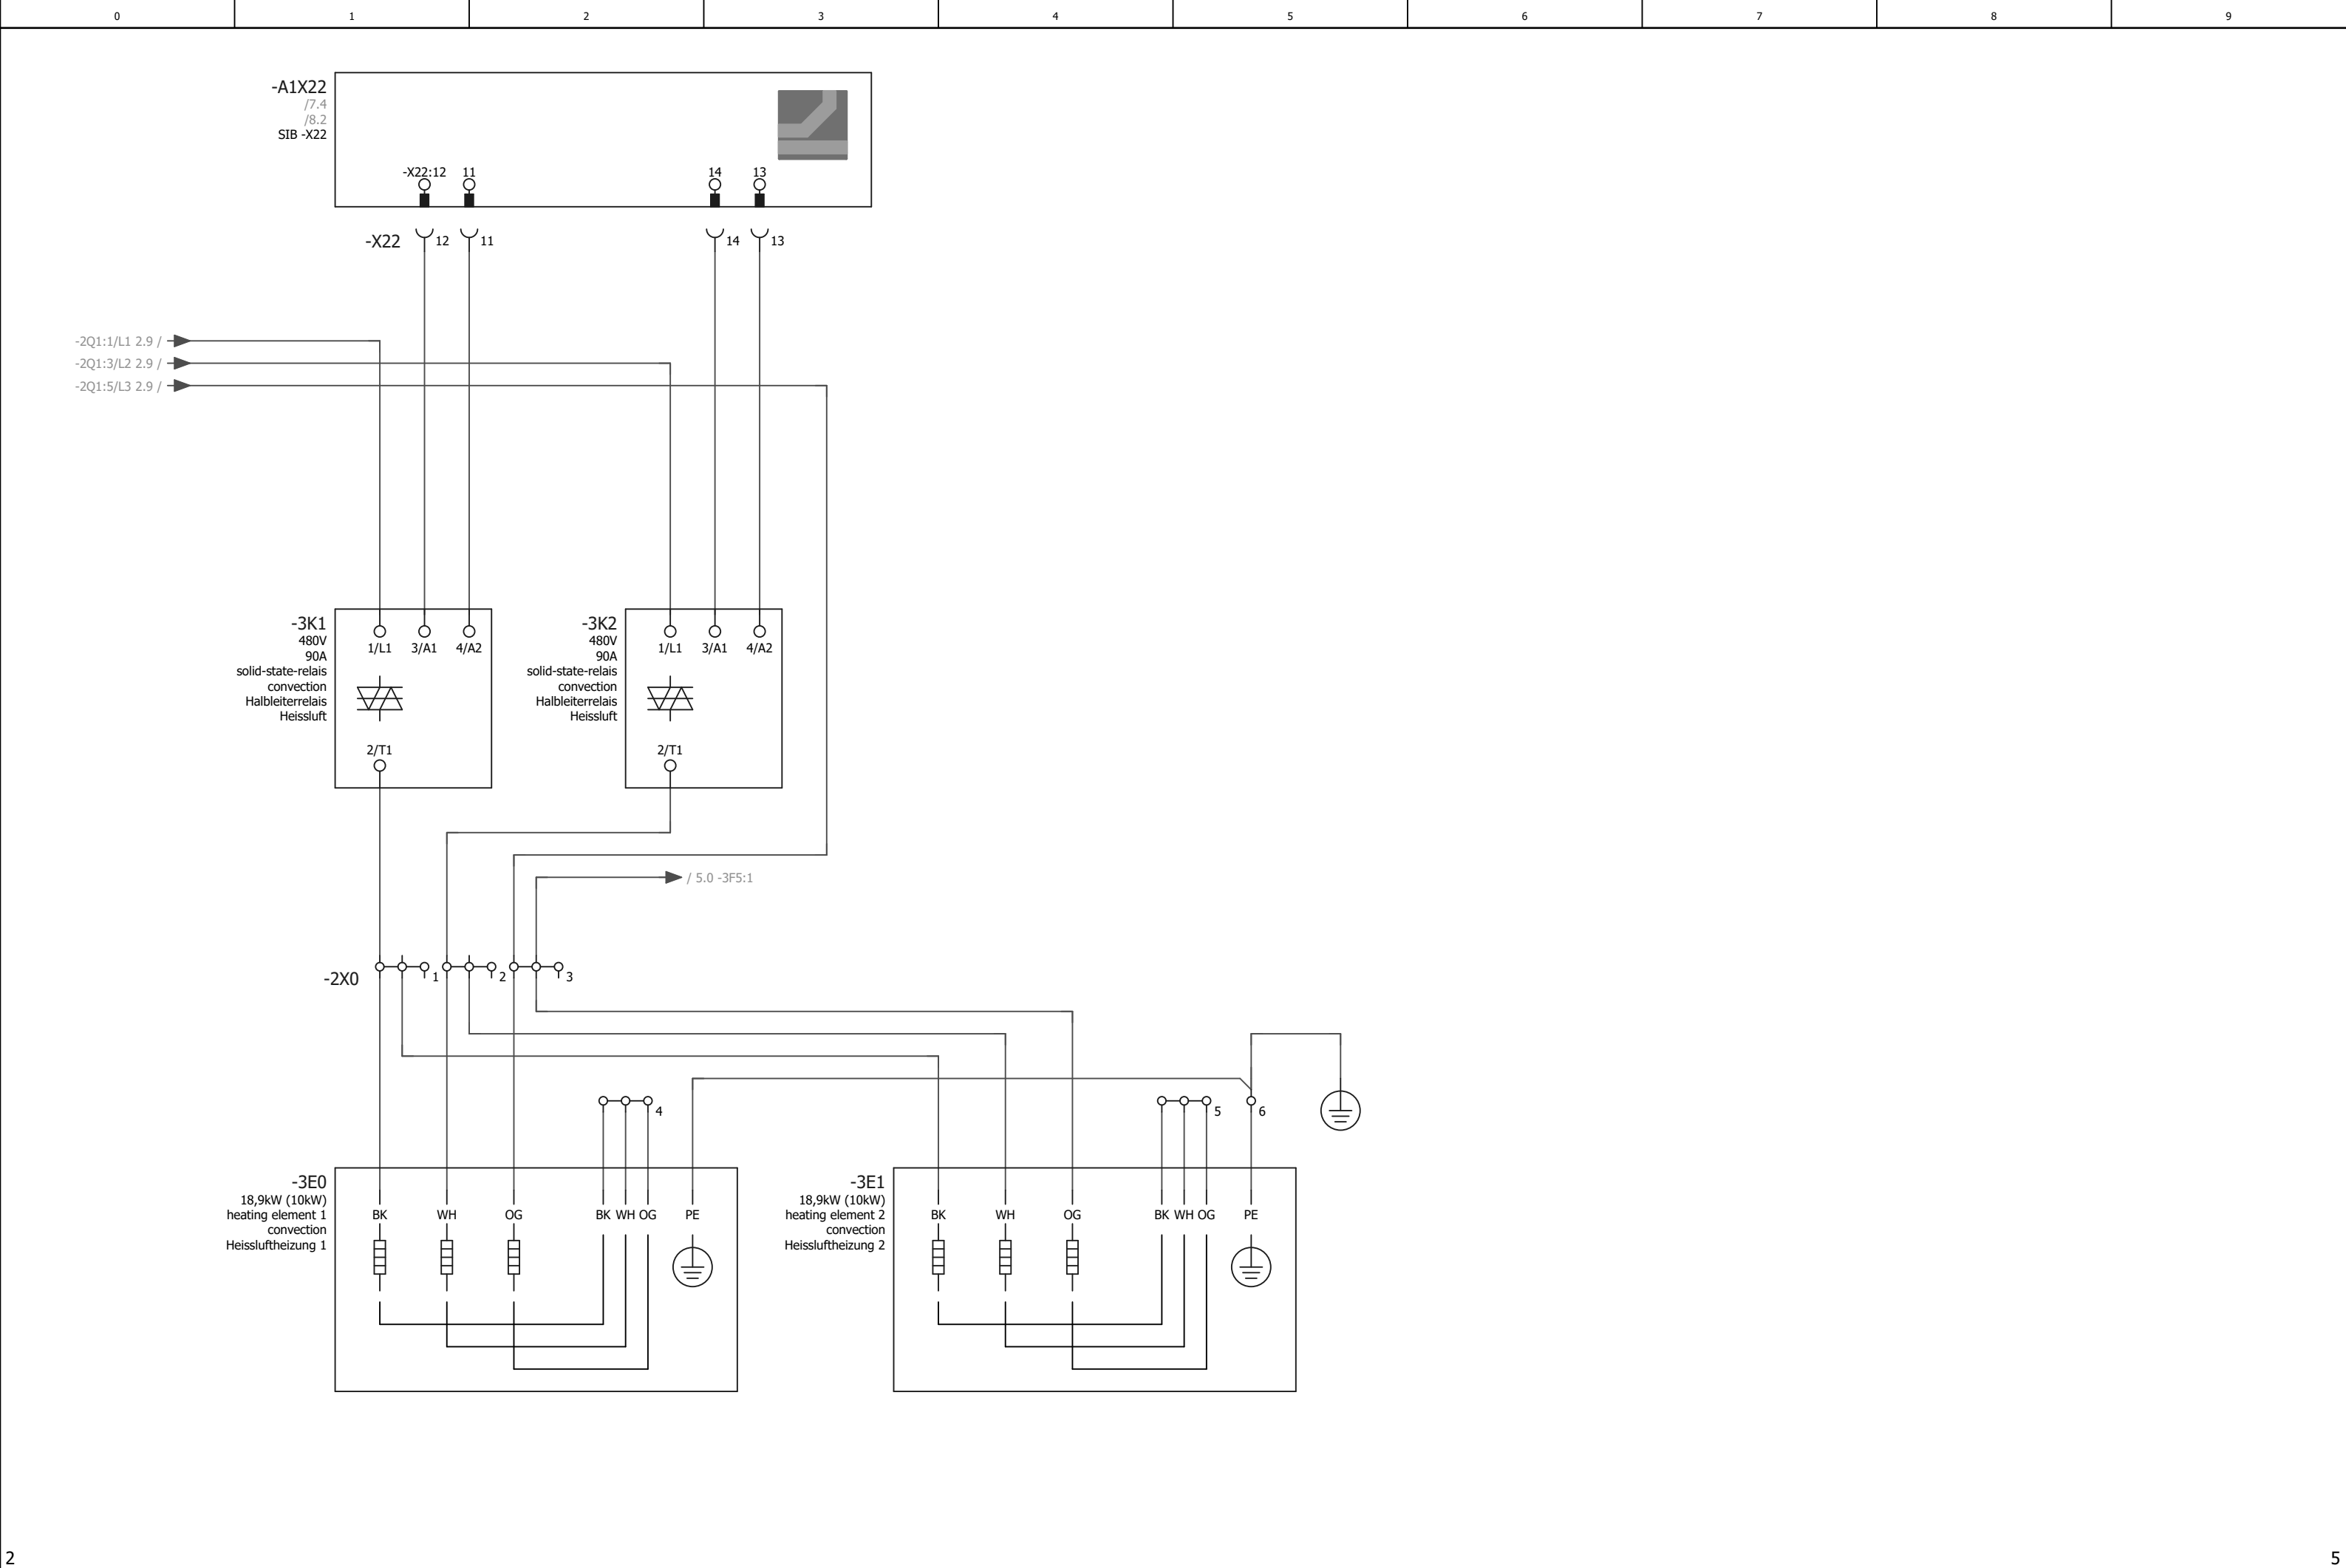 0 1 2 3 4 5 6 7 8 9
-A1X22
/7.4
/8.2
SIB -X22
-X22:12 11 14 13
-X22 12 11 14 13
-2Q1:1/L1 2.9 /
-2Q1:3/L2 2.9 /
-2Q1:5/L3 2.9 /
-3K1
480V
90A
solid-state-relais
convection
Halbleiterrelais
Heissluft
1/L1 3/A1 4/A2
2/T1
-3K2
480V
90A
solid-state-relais
convection
Halbleiterrelais
Heissluft
1/L1 3/A1 4/A2
2/T1
/ 5.0 -3F5:1
-2X0 1 2 3
4 5 6
-3E0
18,9kW (10kW)
heating element 1
convection
Heissluftheizung 1
BK WH OG BK WH OG PE
-3E1
18,9kW (10kW)
heating element 2
convection
Heissluftheizung 2
BK WH OG BK WH OG PE
2 5